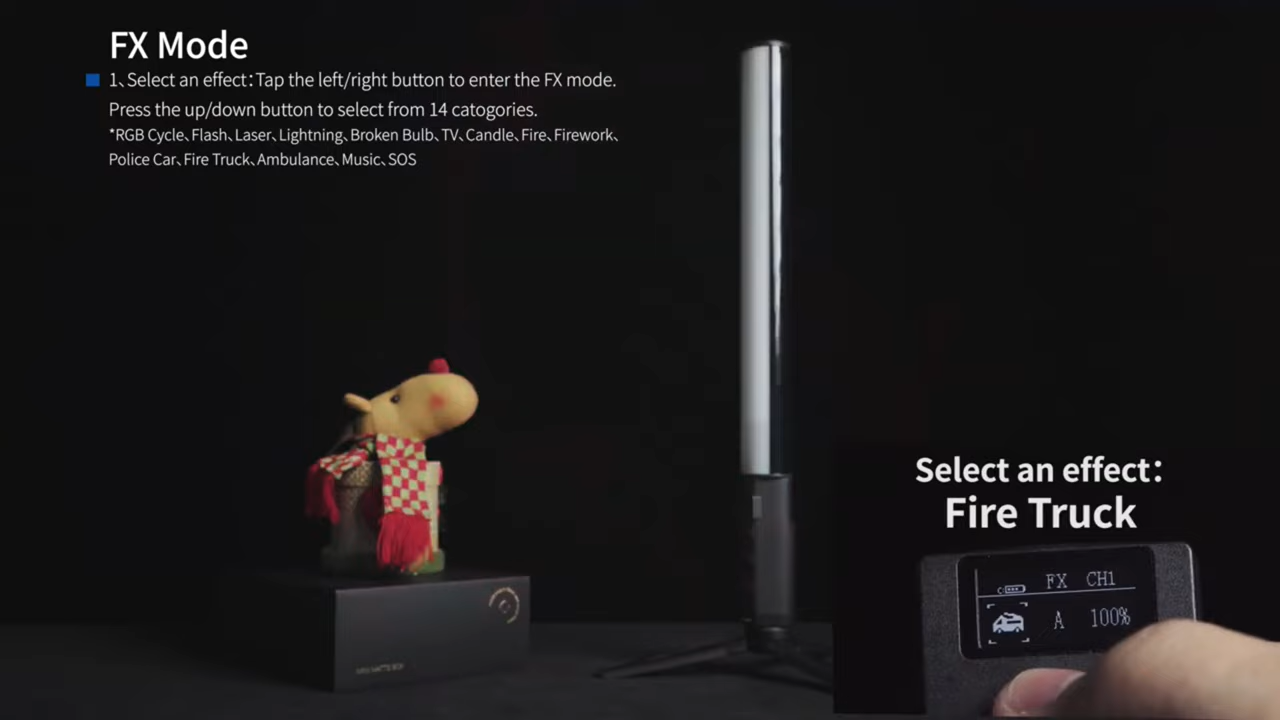 FX Mode
1、Select an effect：Tap the left/right button to enter the FX mode.
Press the up/down button to select from 14 catogories.
*RGB Cycle、Flash、Laser、Lightning、Broken Bulb、TV、Candle、Fire、Firework、
Police Car、Fire Truck、Ambulance、Music、SOS
Select an effect：
Fire Truck
FX CH1
A 100%